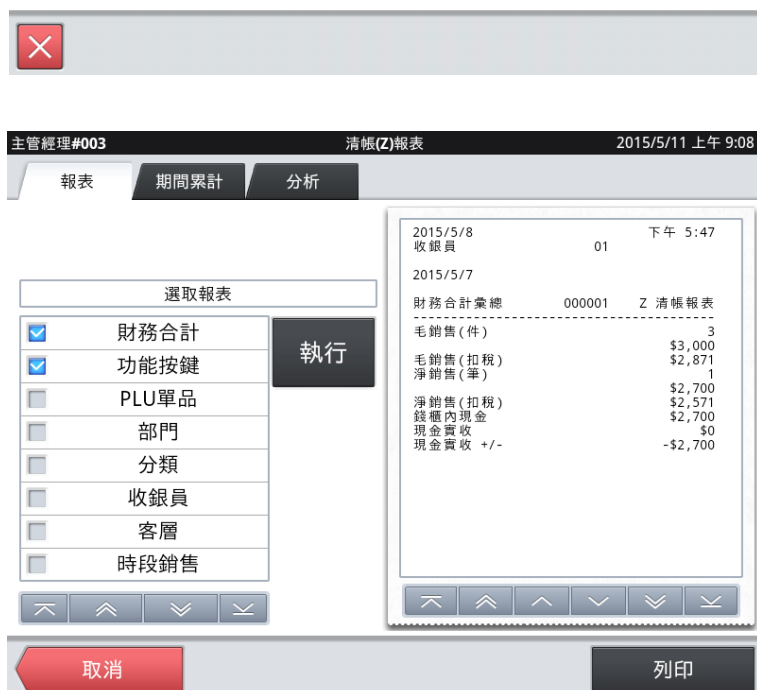 主管經理#003 清帳(Z)報表 2015/5/11 上午 9:08
報表 期間累計 分析
選取報表
財務合計
功能按鍵
PLU單品
部門
分類
收銀員
客層
時段銷售
執行
2015/5/8 下午 5:47
收銀員 01
2015/5/7
財務合計彙總 000001 Z 清帳報表
--------------------------------------
毛銷售(件) 3
$3,000
毛銷售(扣稅) $2,871
淨銷售(筆) 1
$2,700
淨銷售(扣稅) $2,571
錢櫃內現金 $2,700
現金實收 $0
現金實收 +/- -$2,700
取消 列印